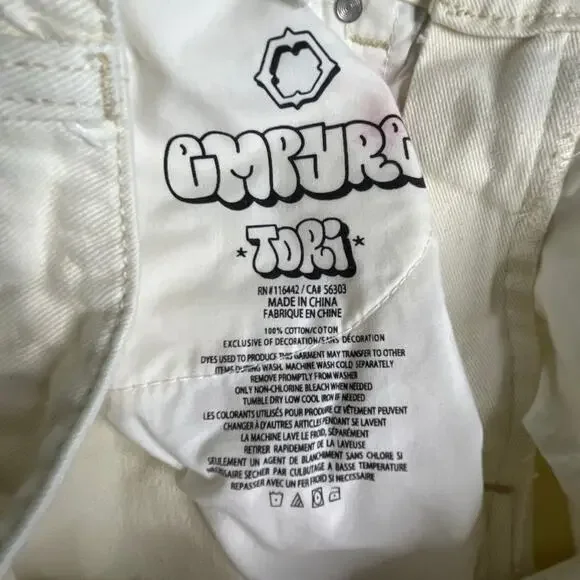 empyre
*TORi*
RN#116442 / CA# 56303
MADE IN CHINA
FABRIQUE EN CHINE
100% COTTON/COTON
EXCLUSIVE OF DECORATION/SANS DÉCORATION
DYES USED TO PRODUCE THIS GARMENT MAY TRANSFER TO OTHER
ITEMS DURING WASH. MACHINE WASH COLD SEPARATELY
REMOVE PROMPTLY FROM WASHER
ONLY NON-CHLORINE BLEACH WHEN NEEDED
TUMBLE DRY LOW COOL IRON IF NEEDED
LES COLORANTS UTILISÉS POUR PRODUIRE CE VÊTEMENT PEUVENT
CHANGER À D'AUTRES ARTICLES PENDANT SE LAVENT
LA MACHINE LAVE LE FROID, SÉPARÉMENT
RETIRER RAPIDEMENT DE LA LAVEUSE
SEULEMENT UN AGENT DE BLANCHIMENT SANS CHLORE SI
SÉCHER PAR CULBUTAGE A BASSE TEMPÉRATURE
REPASSER AVEC UN FER FROID SI NÉCESSAIRE